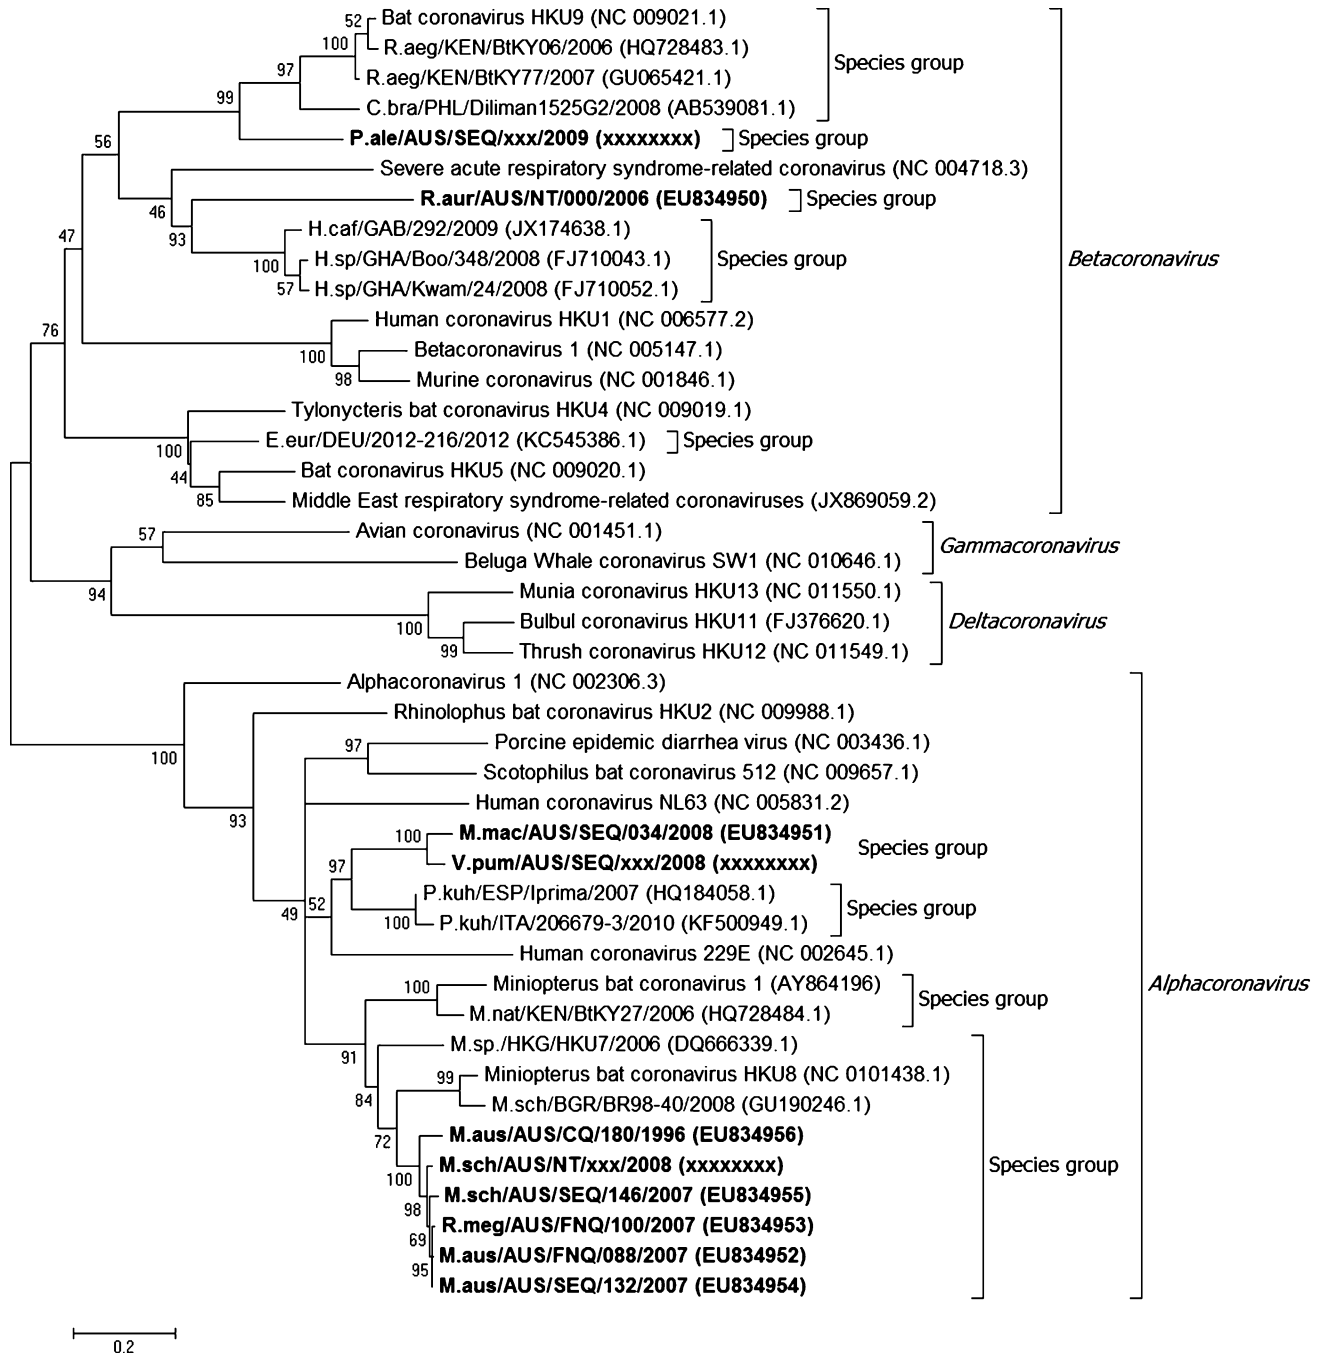 52
Bat coronavirus HKU9 (NC 009021.1)
100
R.aeg/KEN/BtKY06/2006 (HQ728483.1)
Species group
97
R.aeg/KEN/BtKY77/2007 (GU065421.1)
99
C.bra/PHL/Diliman1525G2/2008 (AB539081.1)
56
P.ale/AUS/SEQ/xxx/2009 (xxxxxxxx)
Species group
Severe acute respiratory syndrome-related coronavirus (NC 004718.3)
46
R.aur/AUS/NT/000/2006 (EU834950)
Species group
47
93
H.caf/GAB/292/2009 (JX174638.1)
100
H.sp/GHA/Boo/348/2008 (FJ710043.1)
Species group
Betacoronavirus
57
H.sp/GHA/Kwam/24/2008 (FJ710052.1)
76
Human coronavirus HKU1 (NC 006577.2)
100
Betacoronavirus 1 (NC 005147.1)
98
Murine coronavirus (NC 001846.1)
Tylonycteris bat coronavirus HKU4 (NC 009019.1)
100
E.eur/DEU/2012-216/2012 (KC545386.1)
Species group
44
Bat coronavirus HKU5 (NC 009020.1)
85
Middle East respiratory syndrome-related coronaviruses (JX869059.2)
57
Avian coronavirus (NC 001451.1)
Gammacoronavirus
Beluga Whale coronavirus SW1 (NC 010646.1)
94
Munia coronavirus HKU13 (NC 011550.1)
100
Bulbul coronavirus HKU11 (FJ376620.1)
Deltacoronavirus
99
Thrush coronavirus HKU12 (NC 011549.1)
Alphacoronavirus 1 (NC 002306.3)
Rhinolophus bat coronavirus HKU2 (NC 009988.1)
100
97
Porcine epidemic diarrhea virus (NC 003436.1)
Scotophilus bat coronavirus 512 (NC 009657.1)
93
Human coronavirus NL63 (NC 005831.2)
100
M.mac/AUS/SEQ/034/2008 (EU834951)
Species group
97
V.pum/AUS/SEQ/xxx/2008 (xxxxxxxx)
49
52
P.kuh/ESP/Iprima/2007 (HQ184058.1)
Species group
100
P.kuh/ITA/206679-3/2010 (KF500949.1)
Human coronavirus 229E (NC 002645.1)
100
Miniopterus bat coronavirus 1 (AY864196)
Species group
Alphacoronavirus
M.nat/KEN/BtKY27/2006 (HQ728484.1)
91
M.sp./HKG/HKU7/2006 (DQ666339.1)
99
Miniopterus bat coronavirus HKU8 (NC 0101438.1)
84
M.sch/BGR/BR98-40/2008 (GU190246.1)
72
M.aus/AUS/CQ/180/1996 (EU834956)
100
M.sch/AUS/NT/xxx/2008 (xxxxxxxx)
Species group
98
M.sch/AUS/SEQ/146/2007 (EU834955)
69
R.meg/AUS/FNQ/100/2007 (EU834953)
95
M.aus/AUS/FNQ/088/2007 (EU834952)
M.aus/AUS/SEQ/132/2007 (EU834954)
0.2